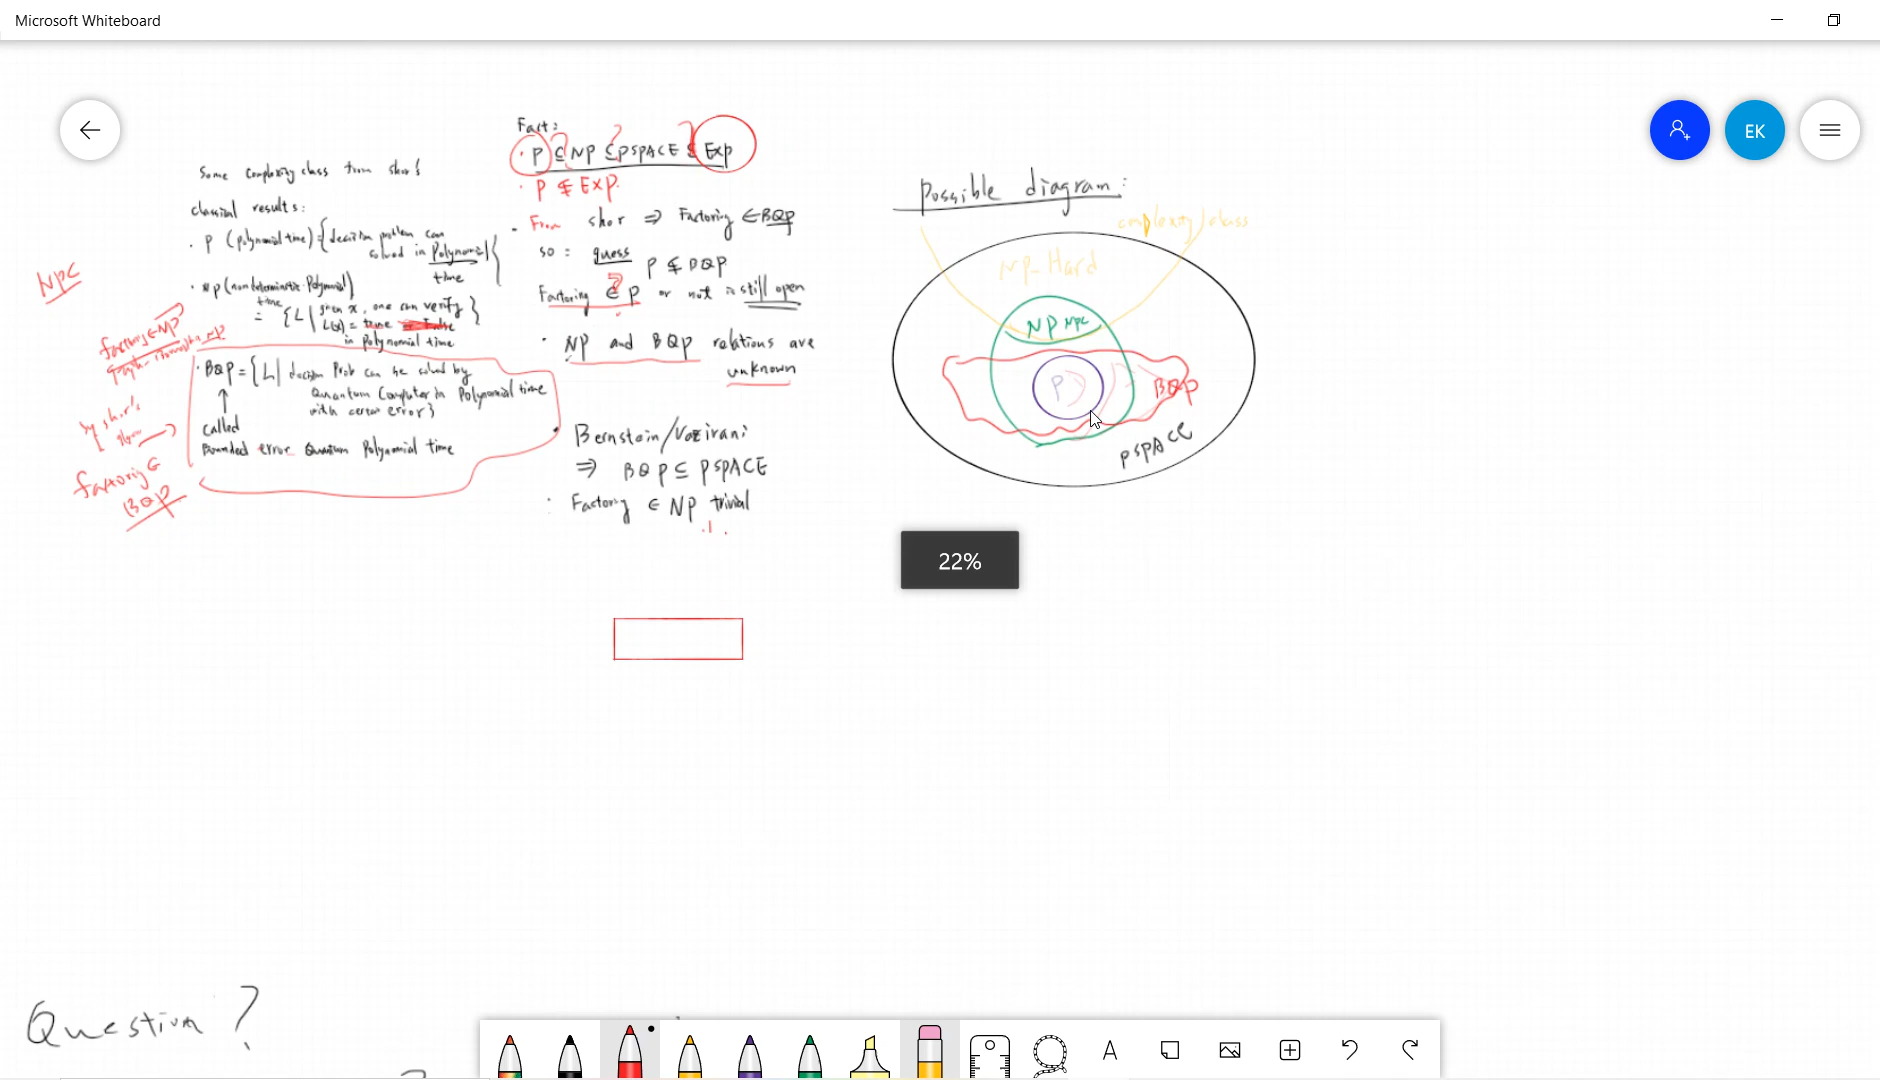 Microsoft Whiteboard
EK
Some complexity class from shor's
classical results:
· P (polynomial time) = { decision problem can
solved in Polynomial }
time
· NP (nondeterministic Polynomial)
time
= { L | given x, one can verify }
L(x) = true
in Polynomial time
· BQP = { L | decision Prob can be solved by
Quantum Computer in Polynomial time
with certain error }
↑
called
Bounded error Quantum Polynomial time
NPC
factoring ∈ NP
by shor's
factoring ∈
BQP
Fact:
· P ⊆ NP ⊆ PSPACE ⊆ Exp
? ? ?
· P ⊊ EXP.
· From shor ⇒ Factoring ∈ BQP
so: guess P ⊊ BQP
?
Factoring ∈ P or not is still open
· NP and BQP relations are
unknown
· Bernstein/Vazirani
⇒ BQP ⊆ PSPACE
· Factoring ∈ NP trivial
Possible diagram:
complexity class
NP-Hard
NP NPC
P
BQP
PSPACE
22%
Question ?
A